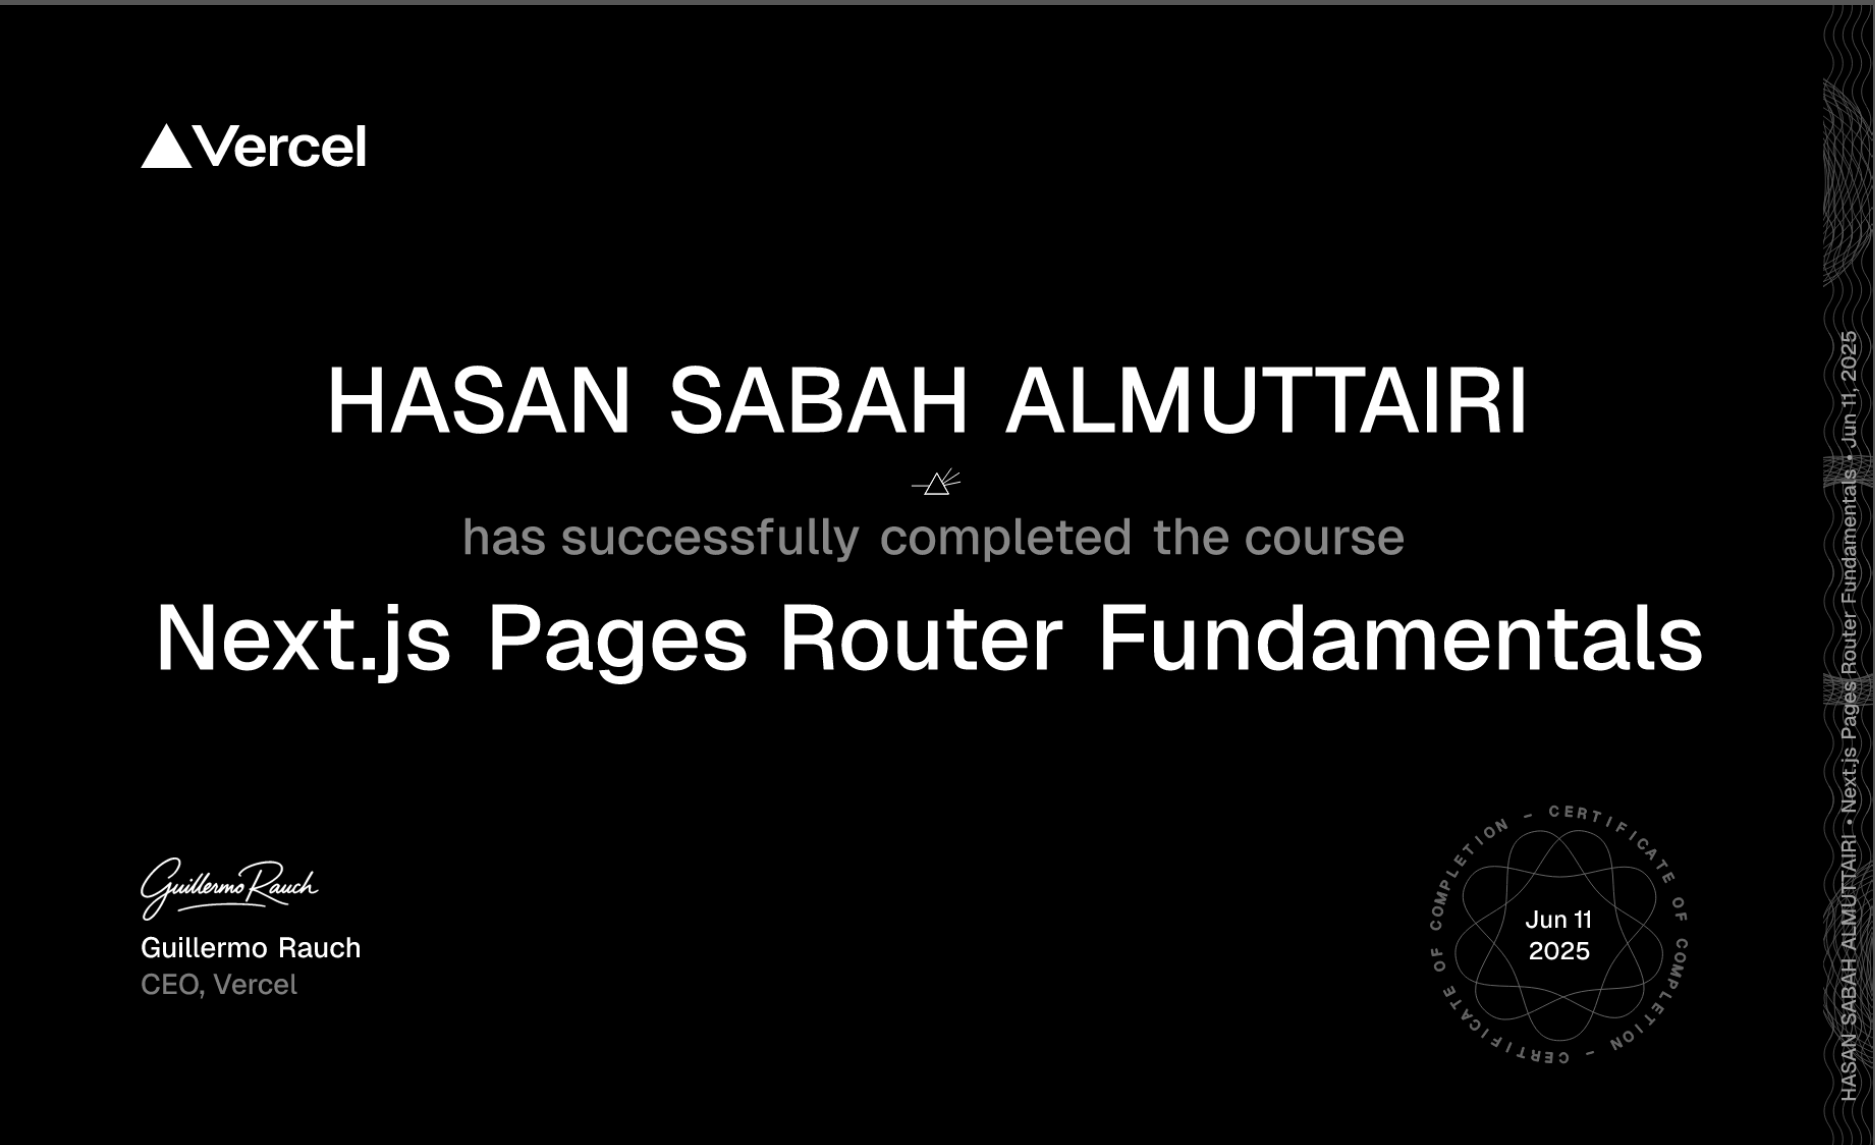 Vercel
HASAN SABAH ALMUTTAIRI
has successfully completed the course
Next.js Pages Router Fundamentals
Guillermo Rauch
Guillermo Rauch
CEO, Vercel
CERTIFICATE OF COMPLETION – CERTIFICATE OF COMPLETION –
Jun 11
2025
HASAN SABAH ALMUTTAIRI • Next.js Pages Router Fundamentals • Jun 11, 2025